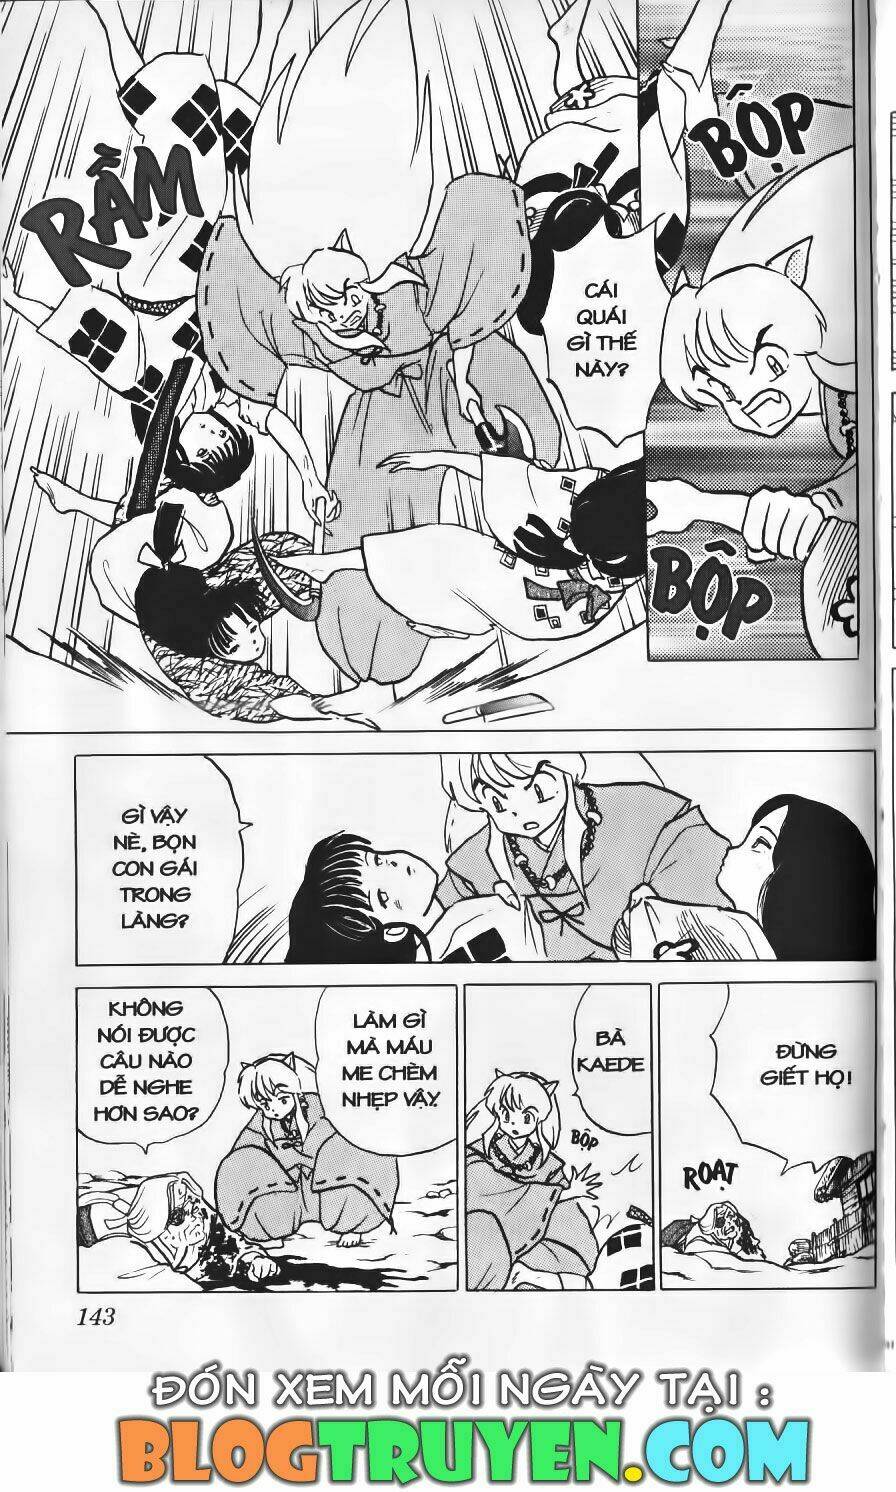 BỘP
BỘP
CÁI
QUÁI
GÌ THẾ
NÀY?
RẦM
GÌ VẬY
NÈ, BỌN
CON GÁI
TRONG
LÀNG?
ĐỪNG
GIẾT HỌ!
ROẠT
BÀ
KAEDE
BỘP
LÀM GÌ
MÀ MÁU
ME CHÈM
NHẸP VẬY.
KHÔNG
NÓI ĐƯỢC
CÂU NÀO
DỄ NGHE
HƠN SAO?
143
ĐÓN XEM MỖI NGÀY TẠI :
BLOGTRUYEN.COM